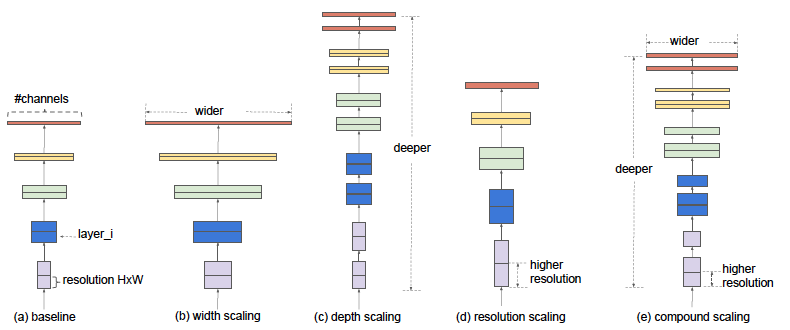 #channels
wider
wider
deeper
deeper
layer_i
resolution HxW
higher
resolution
higher
resolution
(a) baseline
(b) width scaling
(c) depth scaling
(d) resolution scaling
(e) compound scaling